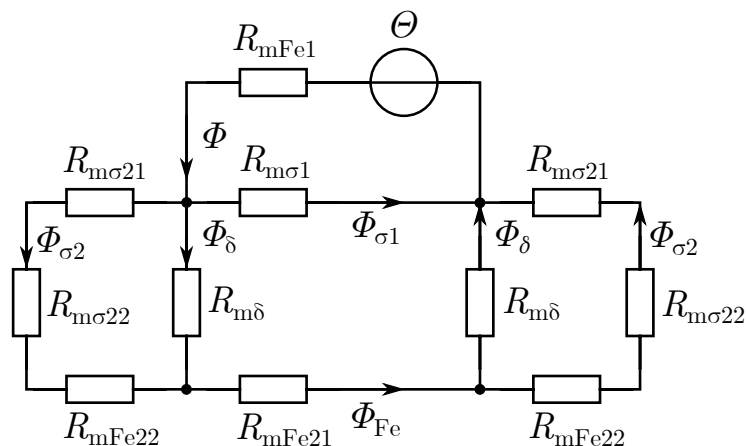 Θ
R_mFe1
Φ
R_mσ21
R_mσ1
R_mσ21
Φ_σ2
Φ_δ
Φ_σ1
Φ_δ
Φ_σ2
R_mσ22
R_mδ
R_mδ
R_mσ22
R_mFe22
R_mFe21
Φ_Fe
R_mFe22